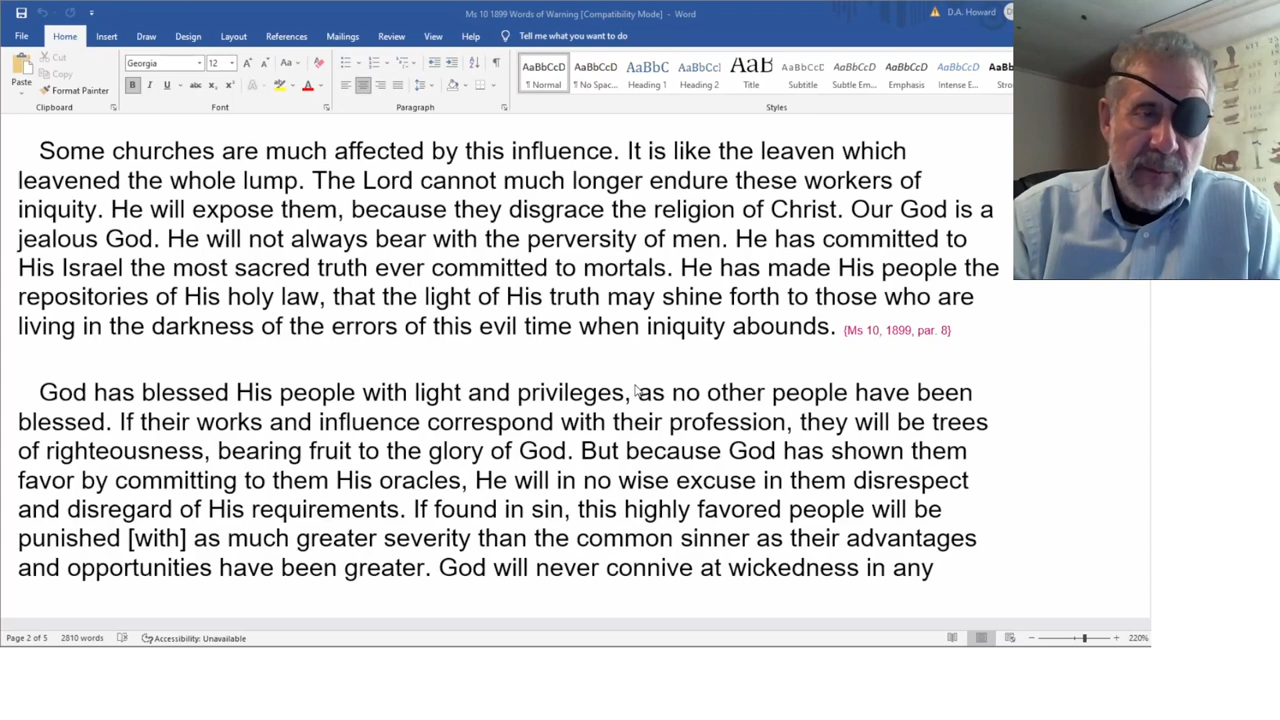 Ms 10 1899 Words of Warning [Compatibility Mode] - Word
D.A. Howard
File Home Insert Draw Design Layout References Mailings Review View Help Tell me what you want to do
Paste
Cut
Copy
Format Painter
Clipboard
Georgia 12
Aa
B I U abc x₂ x²
A A
Font
Paragraph
AaBbCcD AaBbCcD AaBbC AaBbCcI AaB AaBbCcD AaBbCcD AaBbCcD AaBbCcD
Normal No Spac... Heading 1 Heading 2 Title Subtitle Subtle Em... Emphasis Intense E...
Styles
Some churches are much affected by this influence. It is like the leaven which
leavened the whole lump. The Lord cannot much longer endure these workers of
iniquity. He will expose them, because they disgrace the religion of Christ. Our God is a
jealous God. He will not always bear with the perversity of men. He has committed to
His Israel the most sacred truth ever committed to mortals. He has made His people the
repositories of His holy law, that the light of His truth may shine forth to those who are
living in the darkness of the errors of this evil time when iniquity abounds. {Ms 10, 1899, par. 8}
God has blessed His people with light and privileges, as no other people have been
blessed. If their works and influence correspond with their profession, they will be trees
of righteousness, bearing fruit to the glory of God. But because God has shown them
favor by committing to them His oracles, He will in no wise excuse in them disrespect
and disregard of His requirements. If found in sin, this highly favored people will be
punished [with] as much greater severity than the common sinner as their advantages
and opportunities have been greater. God will never connive at wickedness in any
Page 2 of 5 2810 words Accessibility: Unavailable 220%